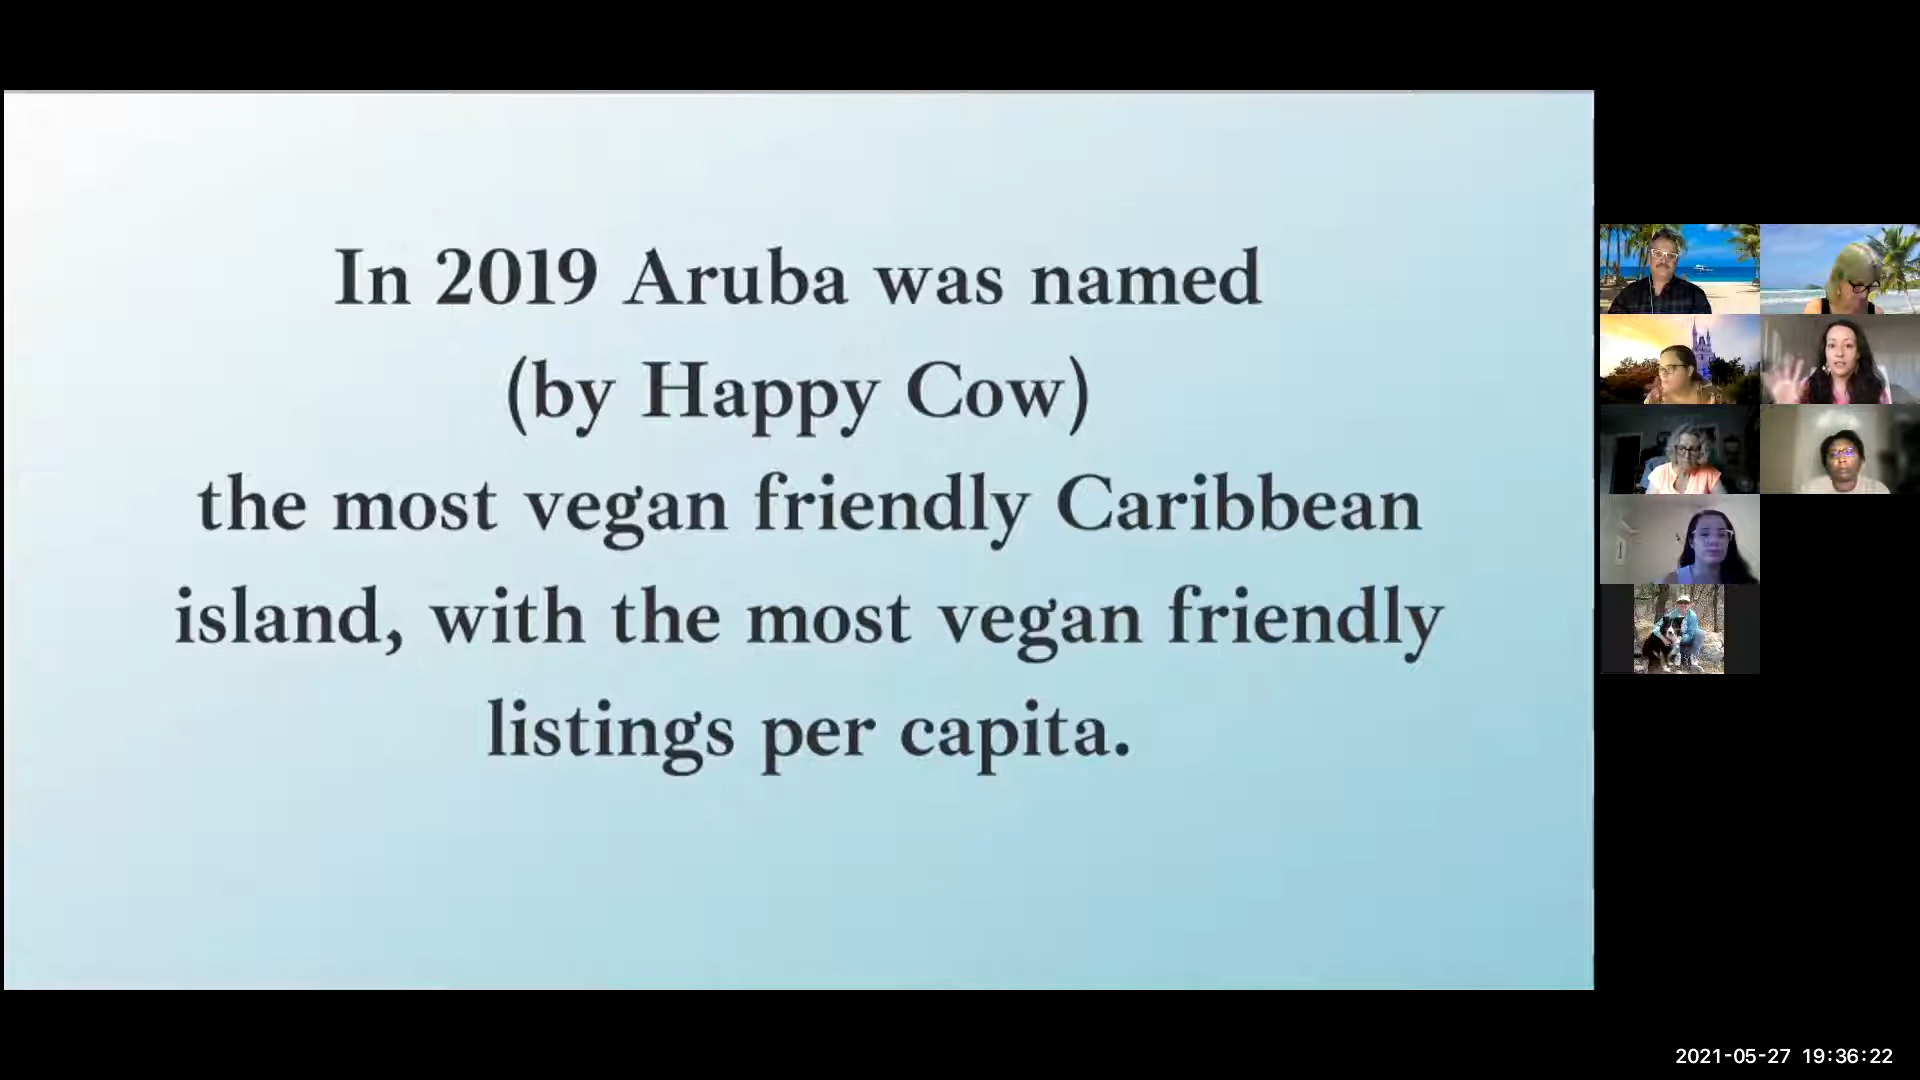 In 2019 Aruba was named
(by Happy Cow)
the most vegan friendly Caribbean
island, with the most vegan friendly
listings per capita.
2021-05-27 19:36:22